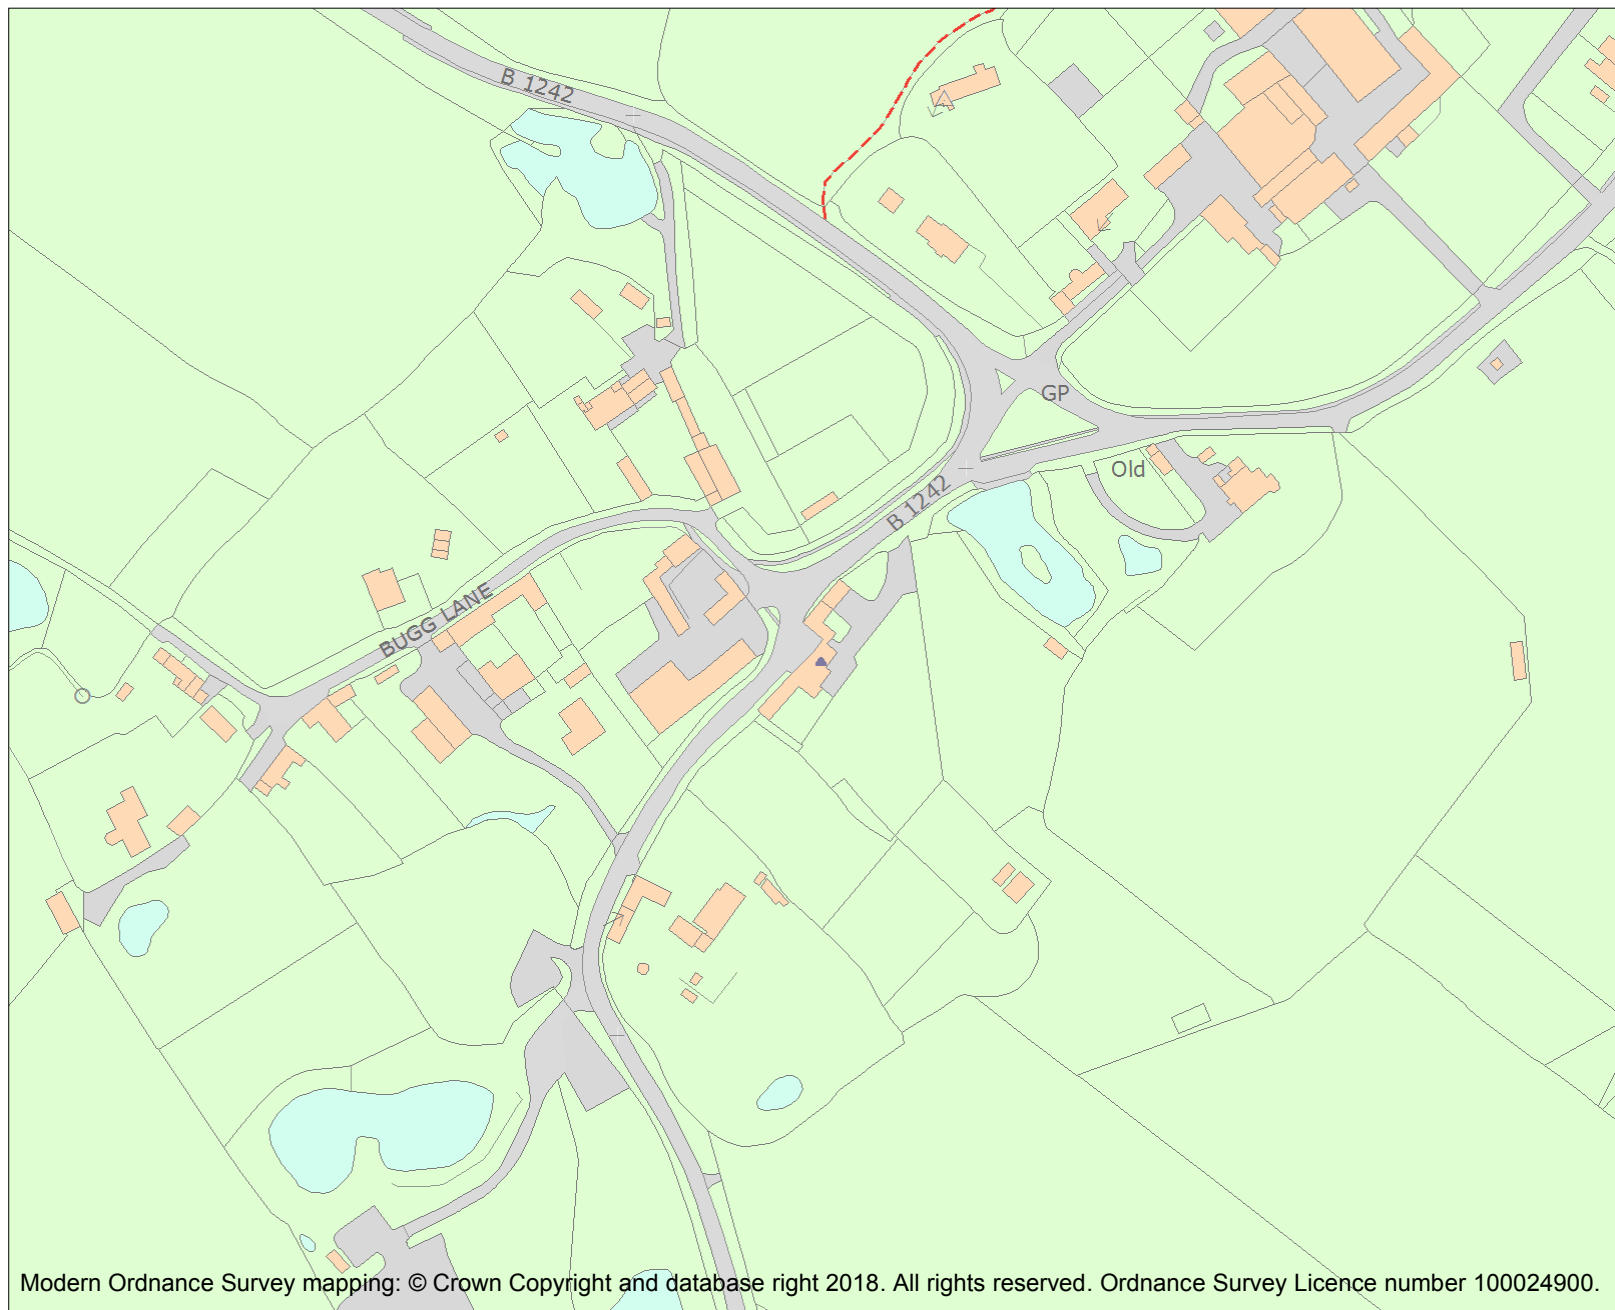 B 1242
GP
Old
B 1242
BUGG LANE
Modern Ordnance Survey mapping: © Crown Copyright and database right 2018. All rights reserved. Ordnance Survey Licence number 100024900.